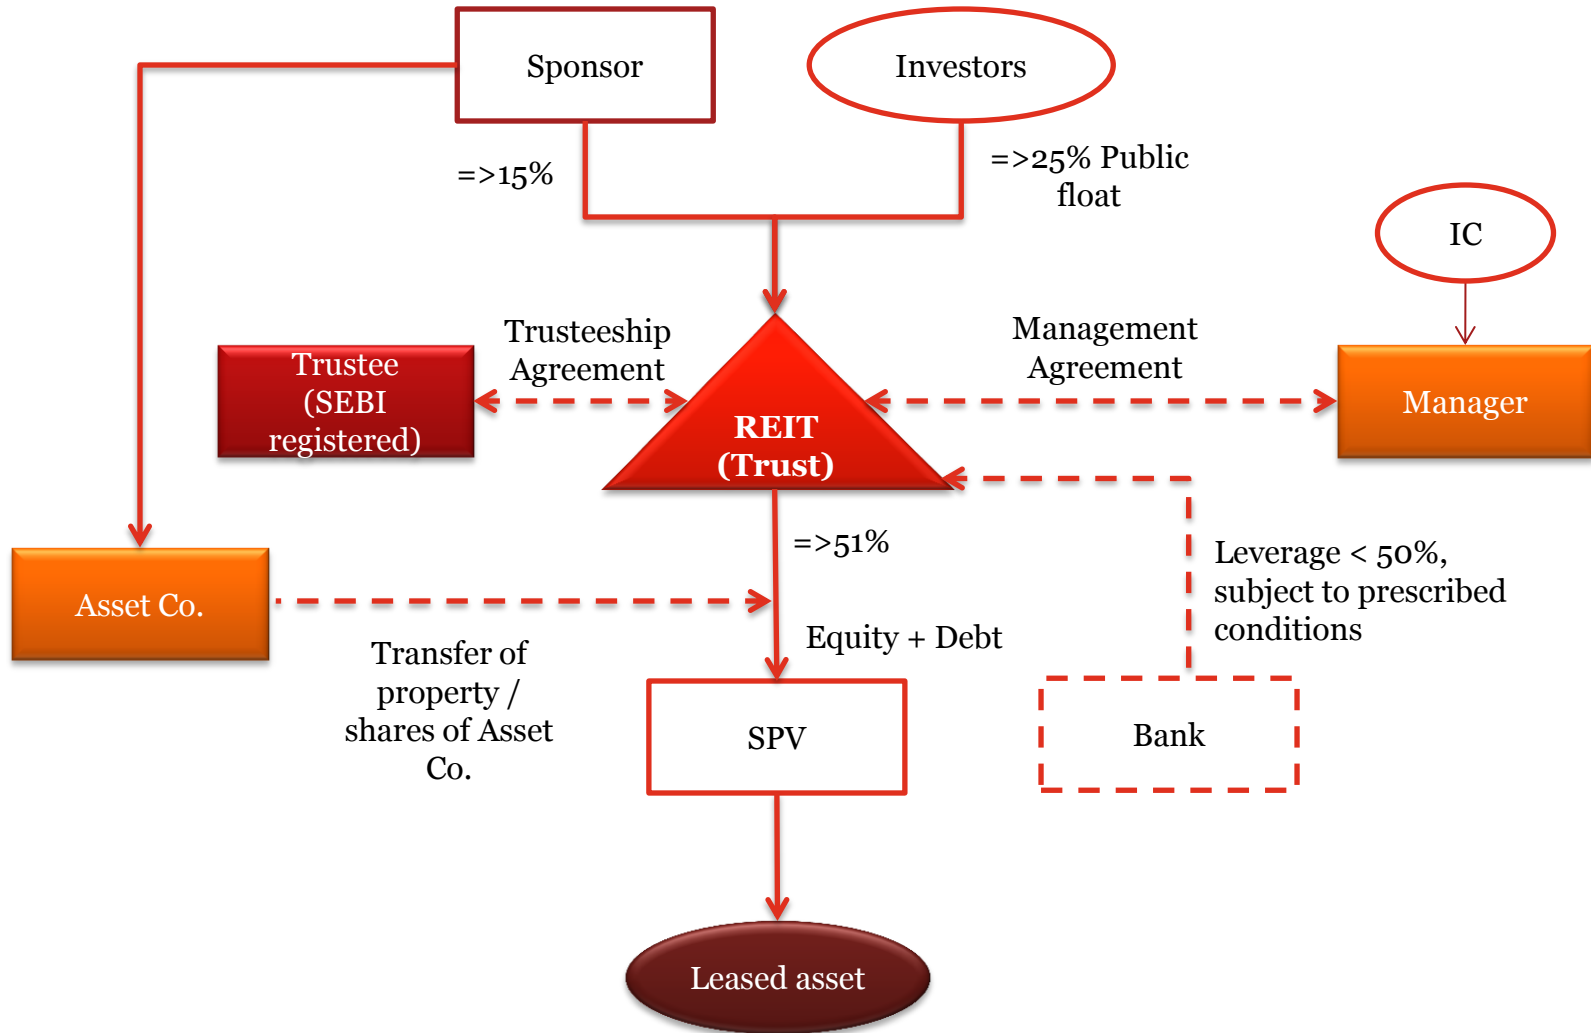 Sponsor
Investors
=>15%
=>25% Public
float
IC
Trusteeship
Agreement
Management
Agreement
Trustee
(SEBI
registered)
REIT
(Trust)
Manager
=>51%
Leverage < 50%,
subject to prescribed
conditions
Asset Co.
Equity + Debt
Transfer of
property /
shares of Asset
Co.
SPV
Bank
Leased asset